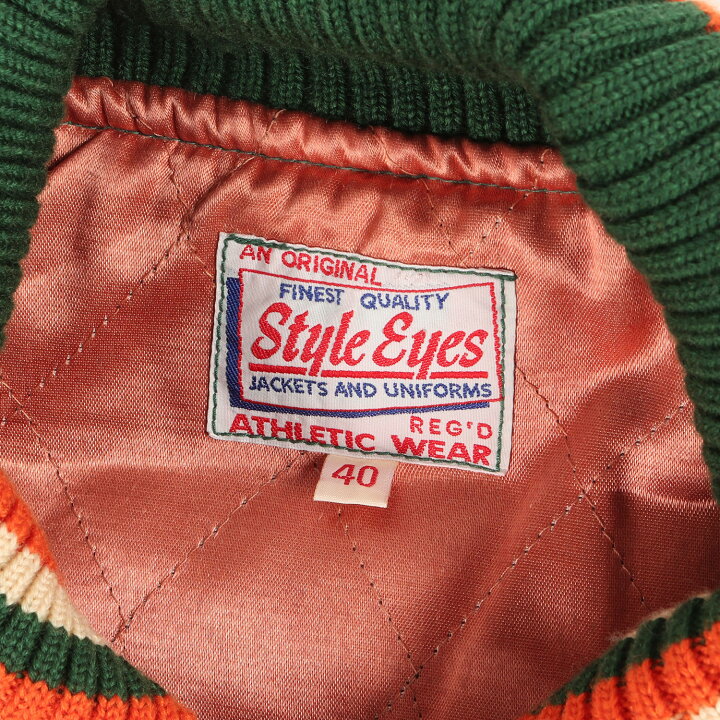 AN ORIGINAL
FINEST QUALITY
Style Eyes
JACKETS AND UNIFORMS
REG'D
ATHLETIC WEAR
40